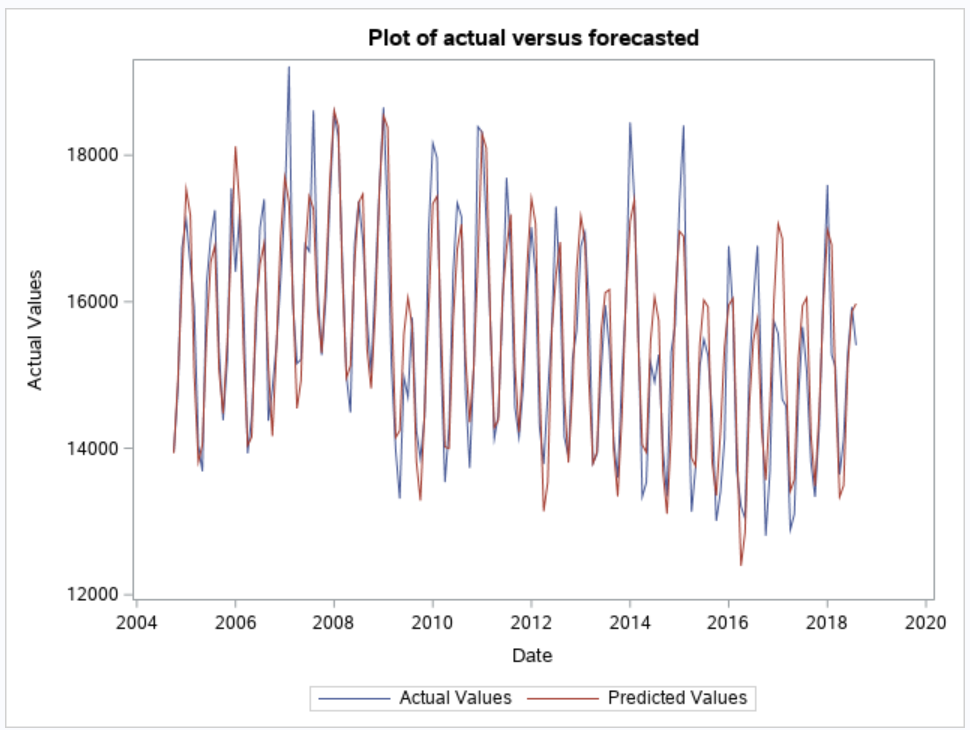 Plot of actual versus forecasted
Actual Values
18000
16000
14000
12000
2004 2006 2008 2010 2012 2014 2016 2018 2020
Date
Actual Values Predicted Values